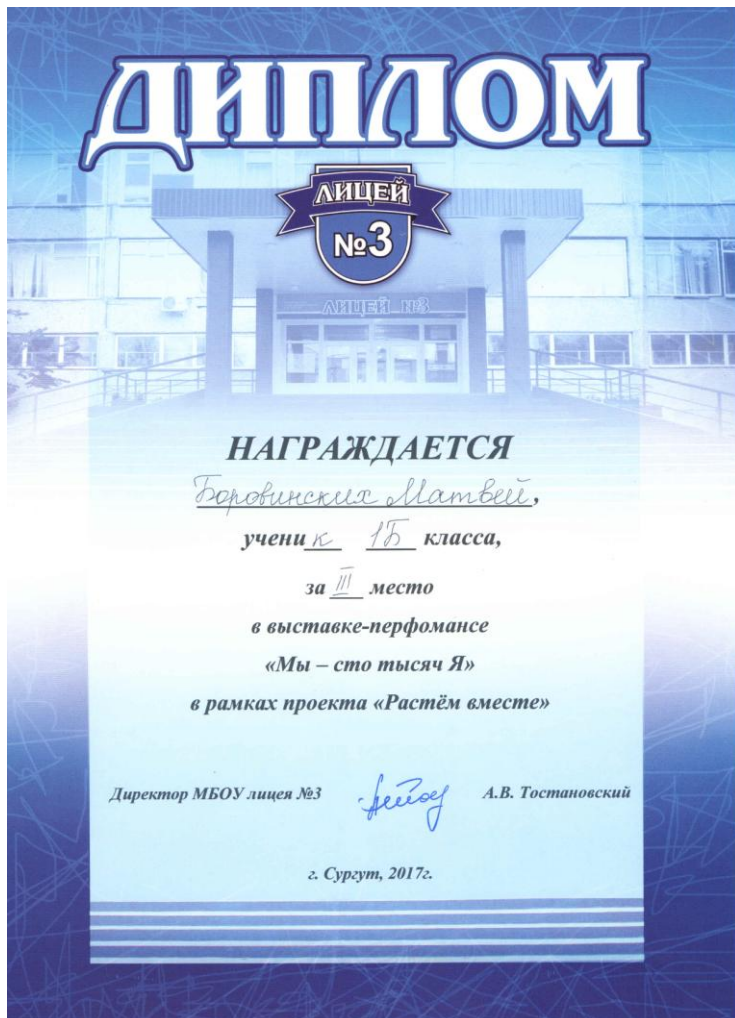 ДИПЛОМ
ЛИЦЕЙ
№3
ЛИЦЕЙ №3
НАГРАЖДАЕТСЯ
Боровинских Матвей,
ученик 1Б класса,
за III место
в выставке-перфомансе
«Мы – сто тысяч Я»
в рамках проекта «Растём вместе»
Директор МБОУ лицея №3 А.В. Тостановский
г. Сургут, 2017г.